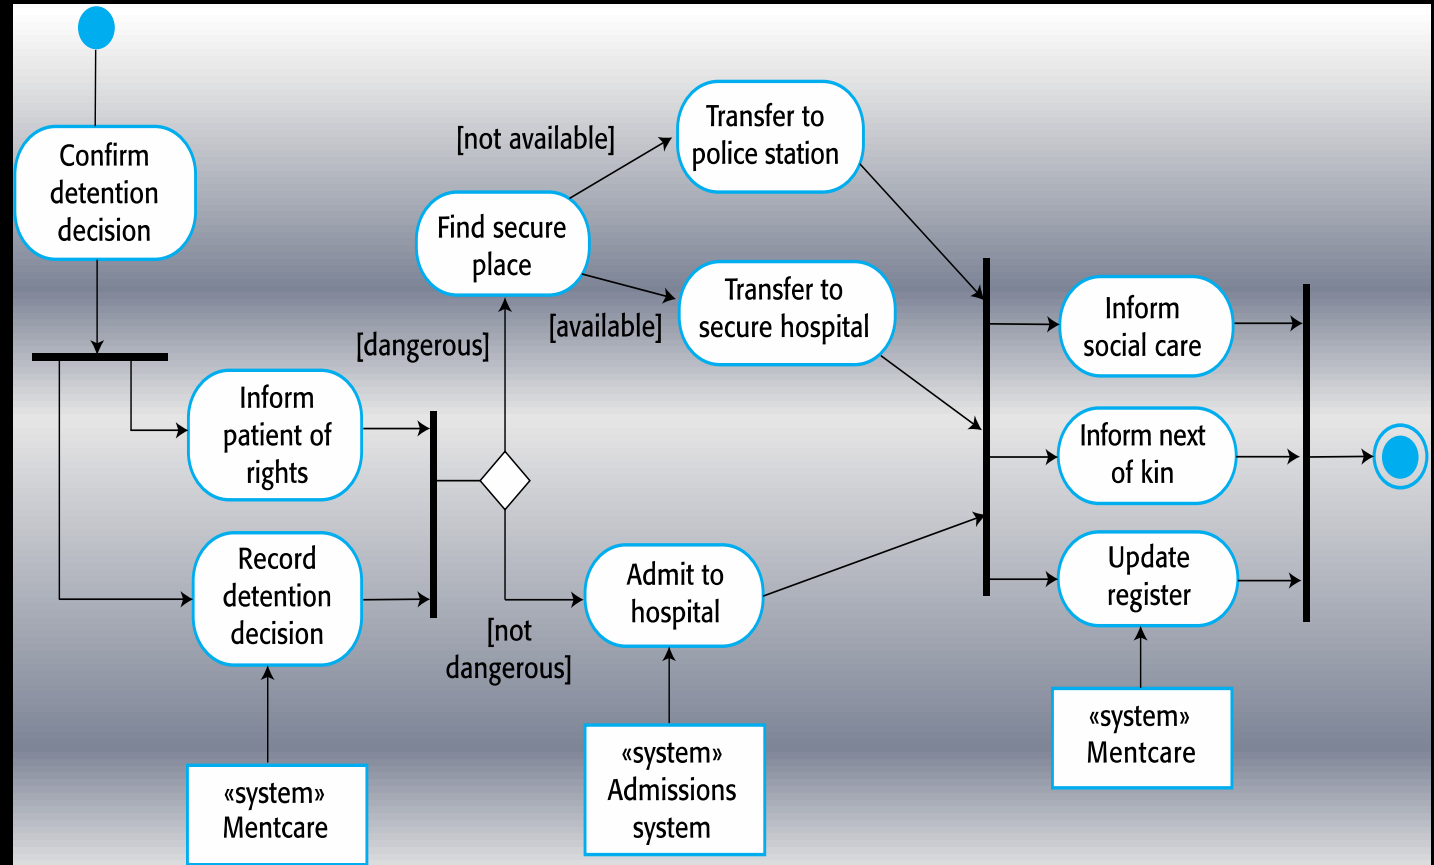 Confirm
detention
decision
Inform
patient of
rights
Record
detention
decision
«system»
Mentcare
[dangerous]
[not
dangerous]
Find secure
place
[not available]
[available]
Transfer to
police station
Transfer to
secure hospital
Admit to
hospital
«system»
Admissions
system
Inform
social care
Inform next
of kin
Update
register
«system»
Mentcare